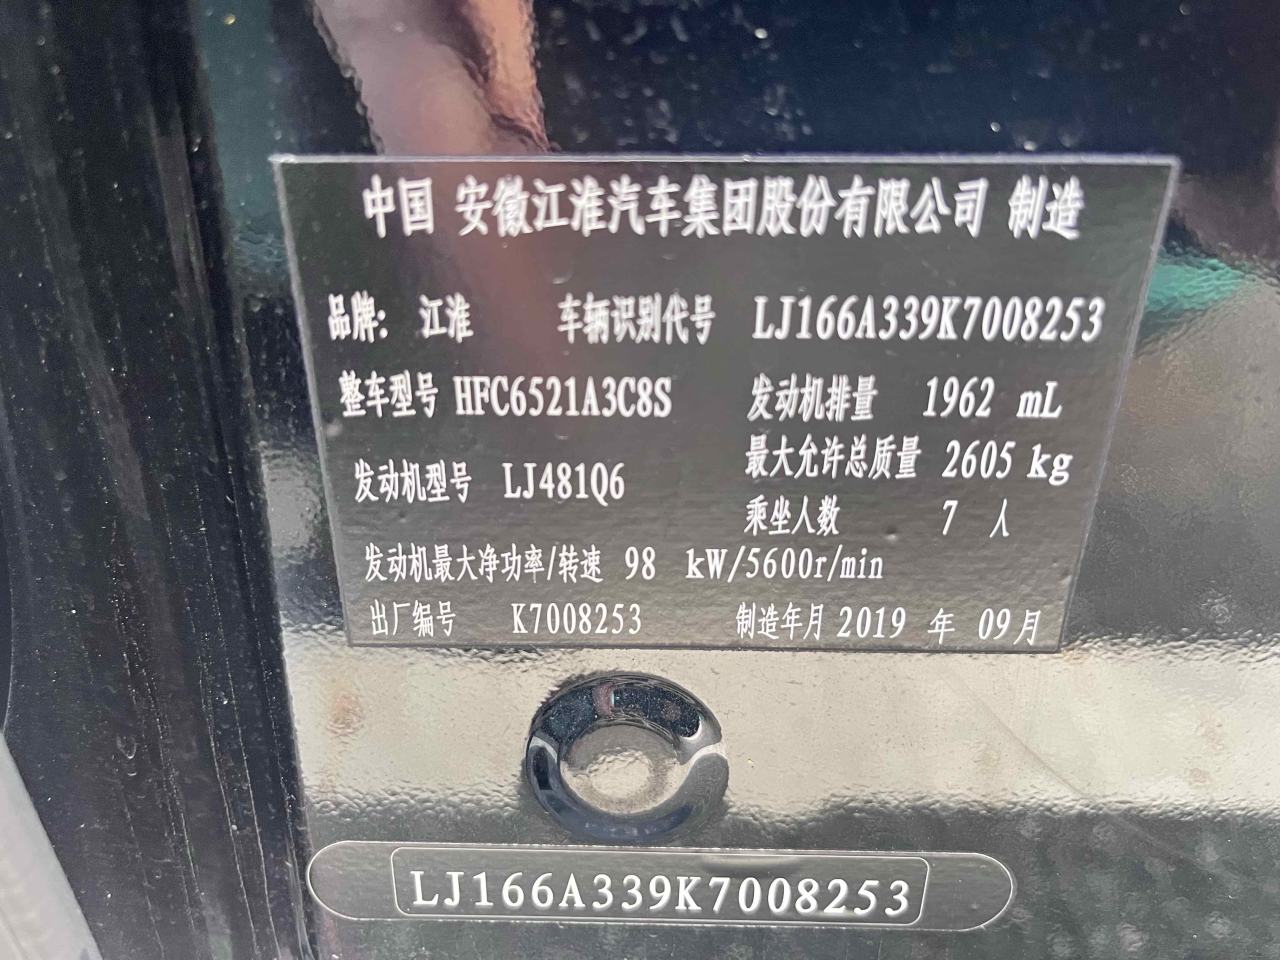 中国 安徽江淮汽车集团股份有限公司 制造
品牌: 江淮 车辆识别代号 LJ166A339K7008253
整车型号 HFC6521A3C8S 发动机排量 1962 mL
最大允许总质量 2605 kg
发动机型号 LJ481Q6
乘坐人数 7 人
发动机最大净功率/转速 98 kW/5600r/min
出厂编号 K7008253 制造年月 2019 年 09月
LJ166A339K7008253